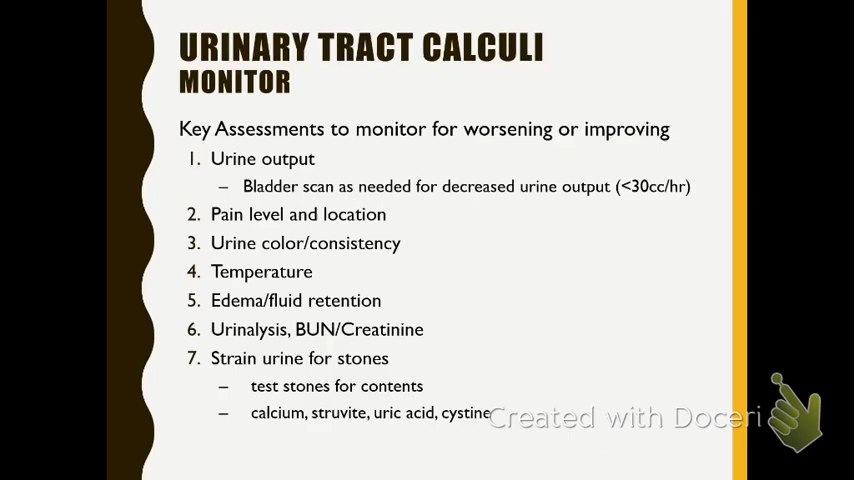 URINARY TRACT CALCULI
MONITOR
Key Assessments to monitor for worsening or improving
1. Urine output
– Bladder scan as needed for decreased urine output (<30cc/hr)
2. Pain level and location
3. Urine color/consistency
4. Temperature
5. Edema/fluid retention
6. Urinalysis, BUN/Creatinine
7. Strain urine for stones
– test stones for contents
– calcium, struvite, uric acid, cystine
Created with Doceri